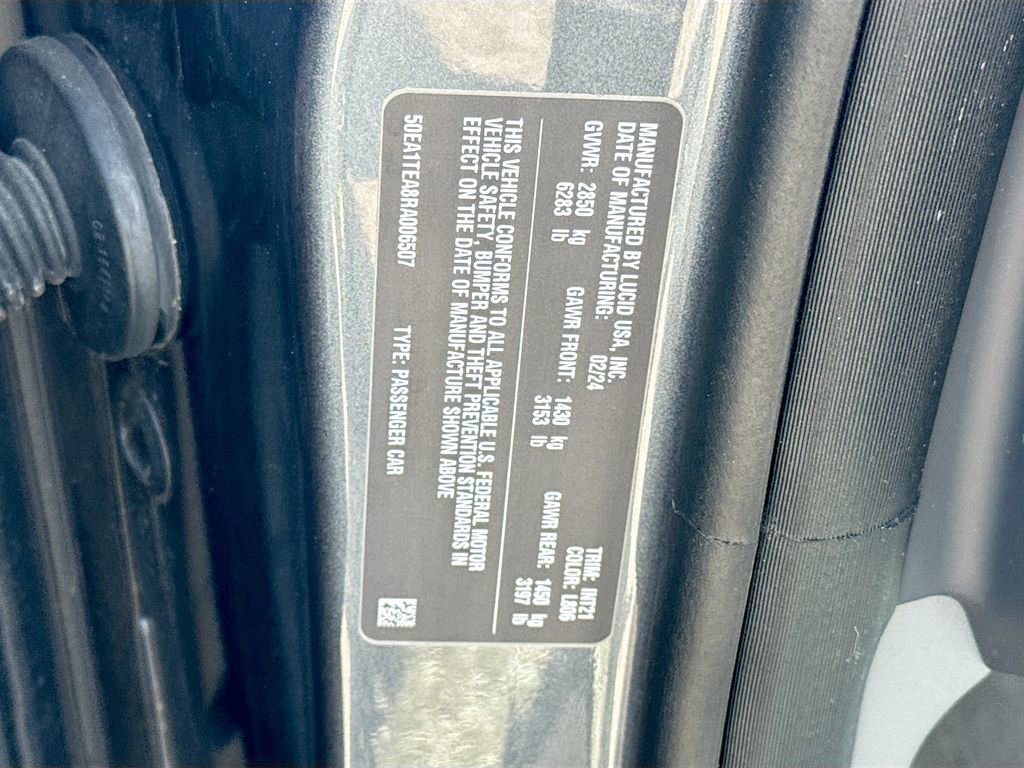 MANUFACTURED BY LUCID USA, INC.
DATE OF MANUFACTURING: 02/24
TRIM: INT21
COLOR: LB06
GVWR: 2850 kg GAWR FRONT: 1430 kg GAWR REAR: 1450 kg
6283 lb 3153 lb 3197 lb
THIS VEHICLE CONFORMS TO ALL APPLICABLE U.S. FEDERAL MOTOR
VEHICLE SAFETY, BUMPER AND THEFT PREVENTION STANDARDS IN
EFFECT ON THE DATE OF MANUFACTURE SHOWN ABOVE
50EA1TEA8RA006507 TYPE: PASSENGER CAR